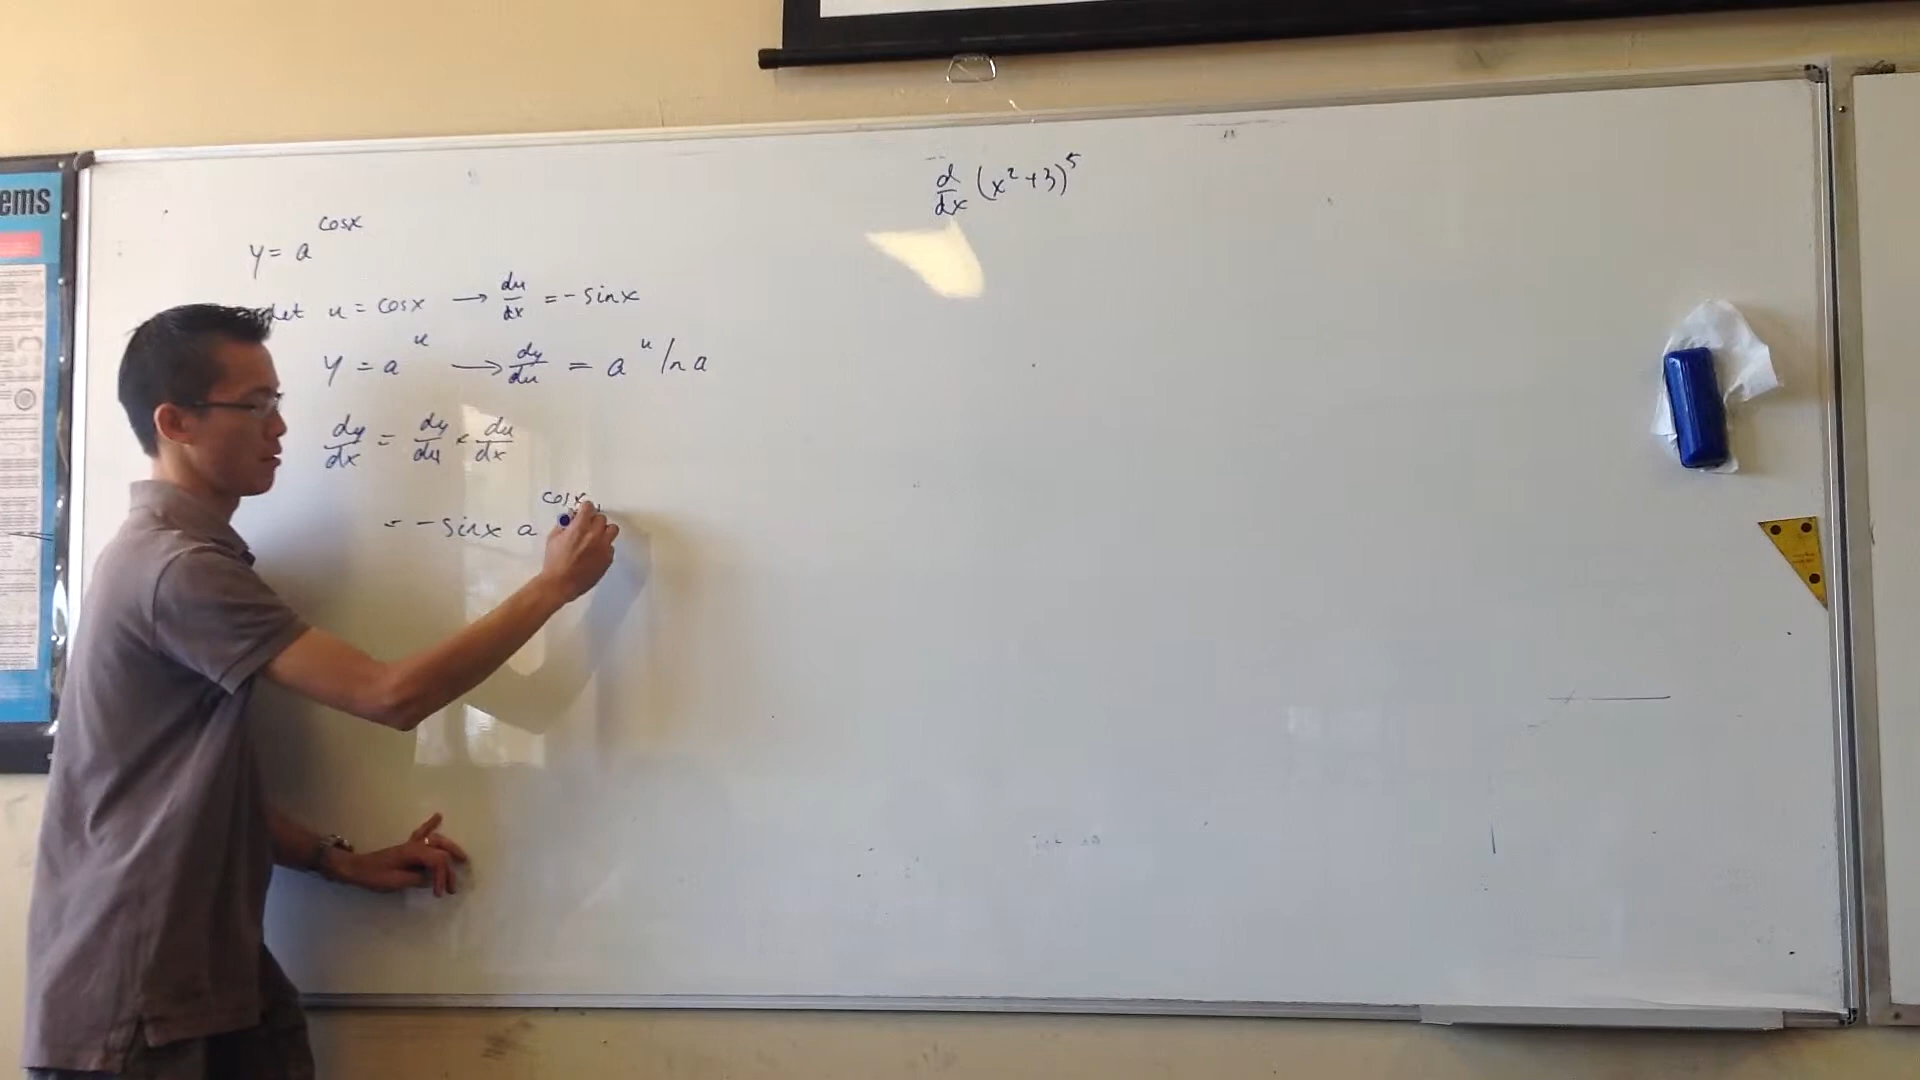 ems
d/dx (x²+3)⁵
y = a^cosx
Let u = cosx → du/dx = -sinx
y = a^u → dy/du = a^u ln a
dy/dx = dy/du × du/dx
= -sinx a^cosx